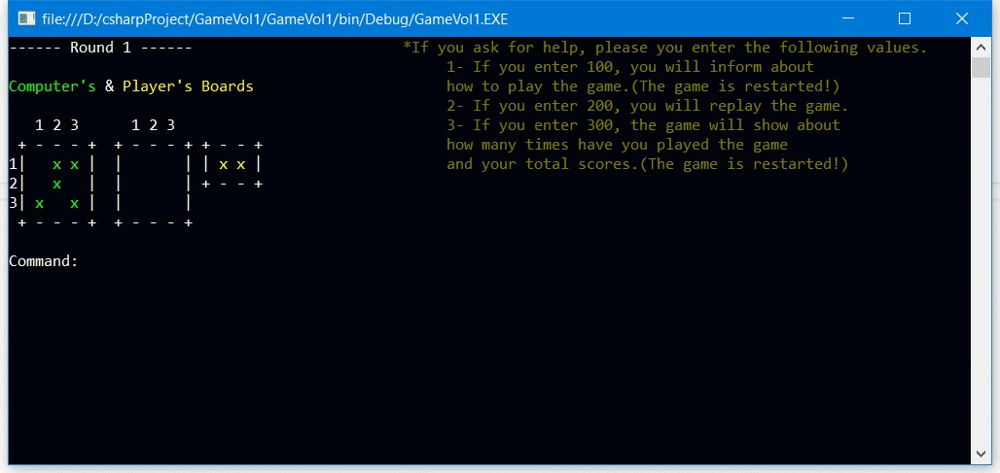 file:///D:/csharpProject/GameVol1/GameVol1/bin/Debug/GameVol1.EXE
------ Round 1 ------                        *If you ask for help, please you enter the following values.
                                                  1- If you enter 100, you will inform about
Computer's & Player's Boards                      how to play the game.(The game is restarted!)
                                                  2- If you enter 200, you will replay the game.
   1 2 3      1 2 3                               3- If you enter 300, the game will show about
 + - - - +  + - - - + + - - +                     how many times have you played the game
1|   x x |  |       | | x x |                     and your total scores.(The game is restarted!)
2|   x   |  |       | + - - +
3| x   x |  |       |
 + - - - +  + - - - +
Command: